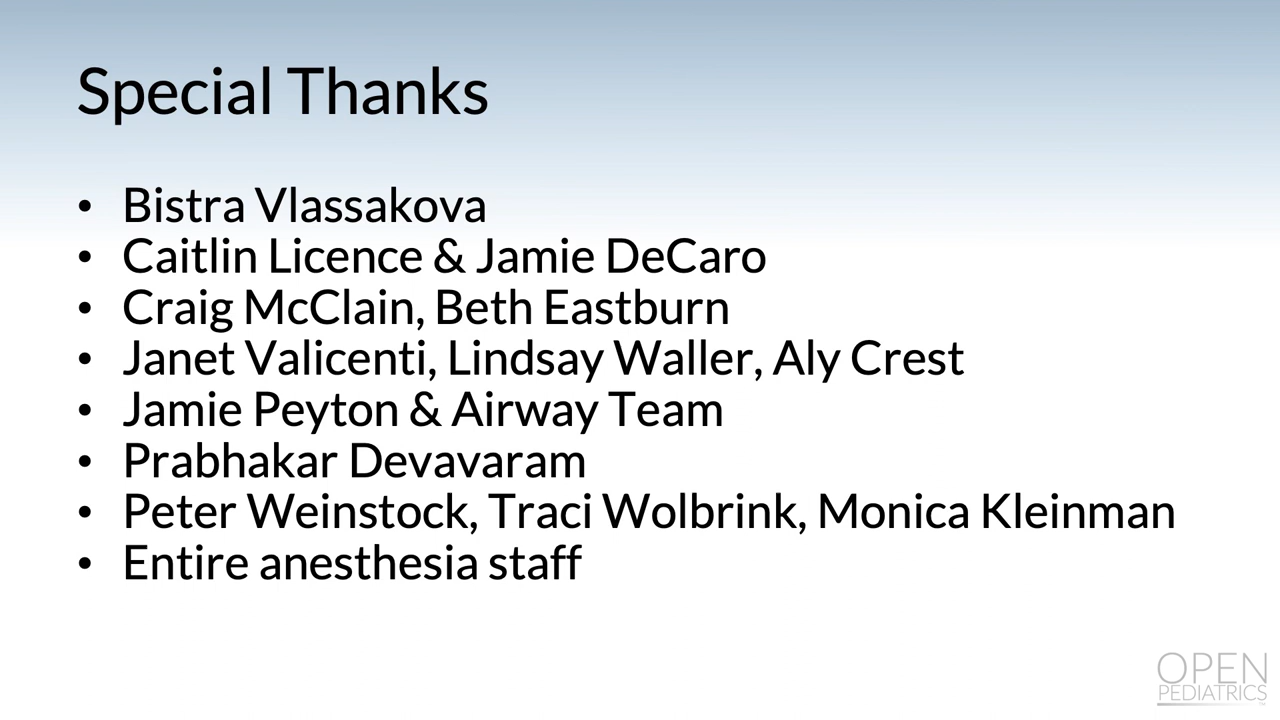 Special Thanks
• Bistra Vlassakova
• Caitlin Licence & Jamie DeCaro
• Craig McClain, Beth Eastburn
• Janet Valicenti, Lindsay Waller, Aly Crest
• Jamie Peyton & Airway Team
• Prabhakar Devavaram
• Peter Weinstock, Traci Wolbrink, Monica Kleinman
• Entire anesthesia staff
OPEN
PEDIATRICS